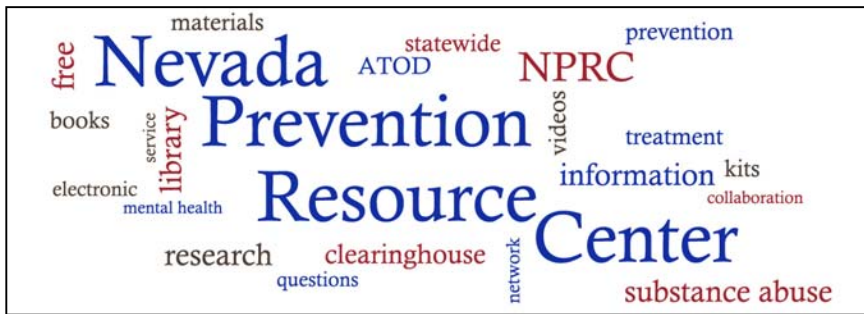 materials
statewide
prevention
free
Nevada
ATOD
NPRC
books
service
library
Prevention
videos
treatment
electronic
mental health
Resource
information
kits
collaboration
research
clearinghouse
network
Center
questions
substance abuse